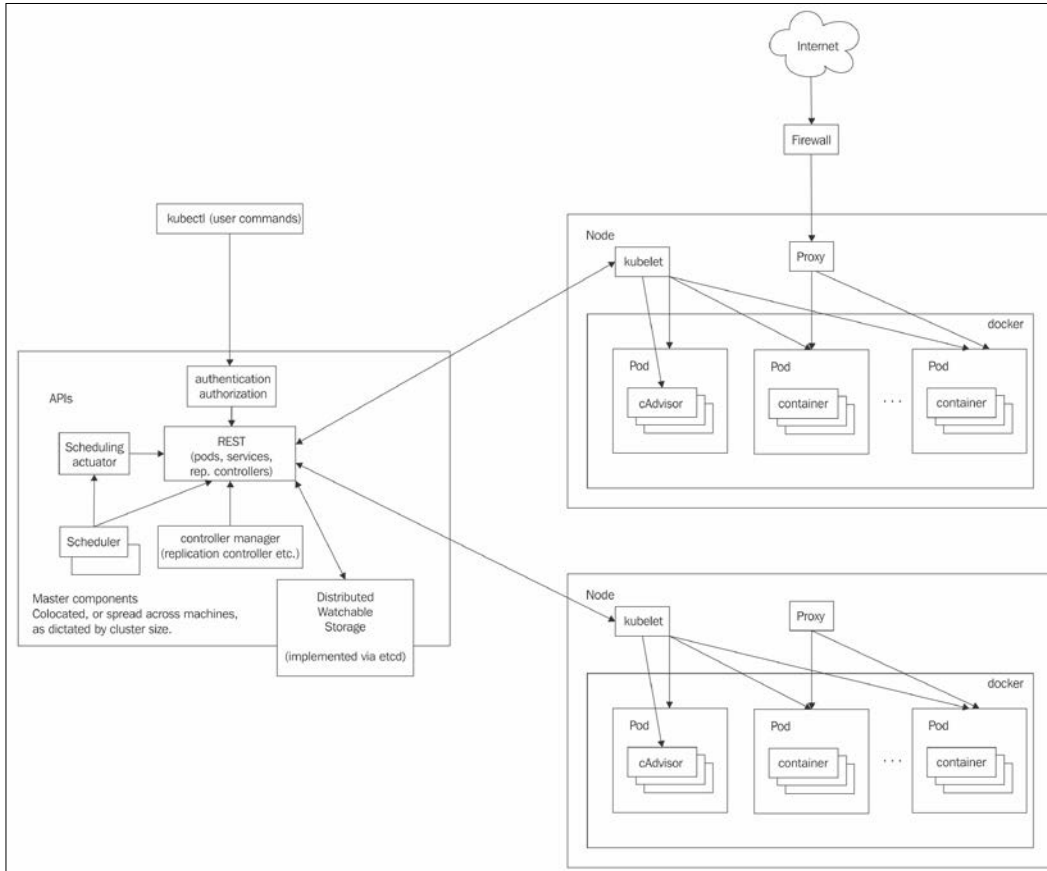 Internet
Firewall
kubectl (user commands)
Node
kubelet
Proxy
docker
Pod
cAdvisor
Pod
container
. . .
Pod
container
APIs
authentication
authorization
Scheduling
actuator
REST
(pods, services,
rep. controllers)
Scheduler
controller manager
(replication controller etc.)
Master components
Colocated, or spread across machines,
as dictated by cluster size.
Distributed
Watchable
Storage
(implemented via etcd)
Node
kubelet
Proxy
docker
Pod
cAdvisor
Pod
container
. . .
Pod
container